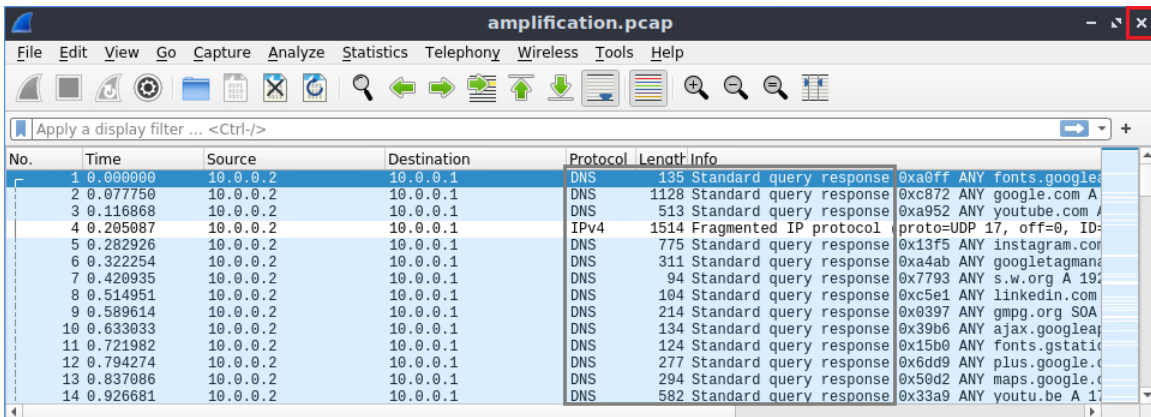 amplification.pcap
File Edit View Go Capture Analyze Statistics Telephony Wireless Tools Help
Apply a display filter ... <Ctrl-/>
No. Time Source Destination Protocol Length Info
1 0.000000 10.0.0.2 10.0.0.1 DNS 135 Standard query response 0xa0ff ANY fonts.googlea
2 0.077750 10.0.0.2 10.0.0.1 DNS 1128 Standard query response 0xc872 ANY google.com A
3 0.116868 10.0.0.2 10.0.0.1 DNS 513 Standard query response 0xa952 ANY youtube.com A
4 0.205087 10.0.0.2 10.0.0.1 IPv4 1514 Fragmented IP protocol (proto=UDP 17, off=0, ID=
5 0.282926 10.0.0.2 10.0.0.1 DNS 775 Standard query response 0x13f5 ANY instagram.com
6 0.322254 10.0.0.2 10.0.0.1 DNS 311 Standard query response 0xa4ab ANY googletagmana
7 0.420935 10.0.0.2 10.0.0.1 DNS 94 Standard query response 0x7793 ANY s.w.org A 192
8 0.514951 10.0.0.2 10.0.0.1 DNS 104 Standard query response 0xc5e1 ANY linkedin.com
9 0.589614 10.0.0.2 10.0.0.1 DNS 214 Standard query response 0x0397 ANY gmpg.org SOA
10 0.633033 10.0.0.2 10.0.0.1 DNS 134 Standard query response 0x39b6 ANY ajax.googleap
11 0.721982 10.0.0.2 10.0.0.1 DNS 124 Standard query response 0x15b0 ANY fonts.gstatic
12 0.794274 10.0.0.2 10.0.0.1 DNS 277 Standard query response 0x6dd9 ANY plus.google.c
13 0.837086 10.0.0.2 10.0.0.1 DNS 294 Standard query response 0x50d2 ANY maps.google.c
14 0.926681 10.0.0.2 10.0.0.1 DNS 582 Standard query response 0x33a9 ANY youtu.be A 17